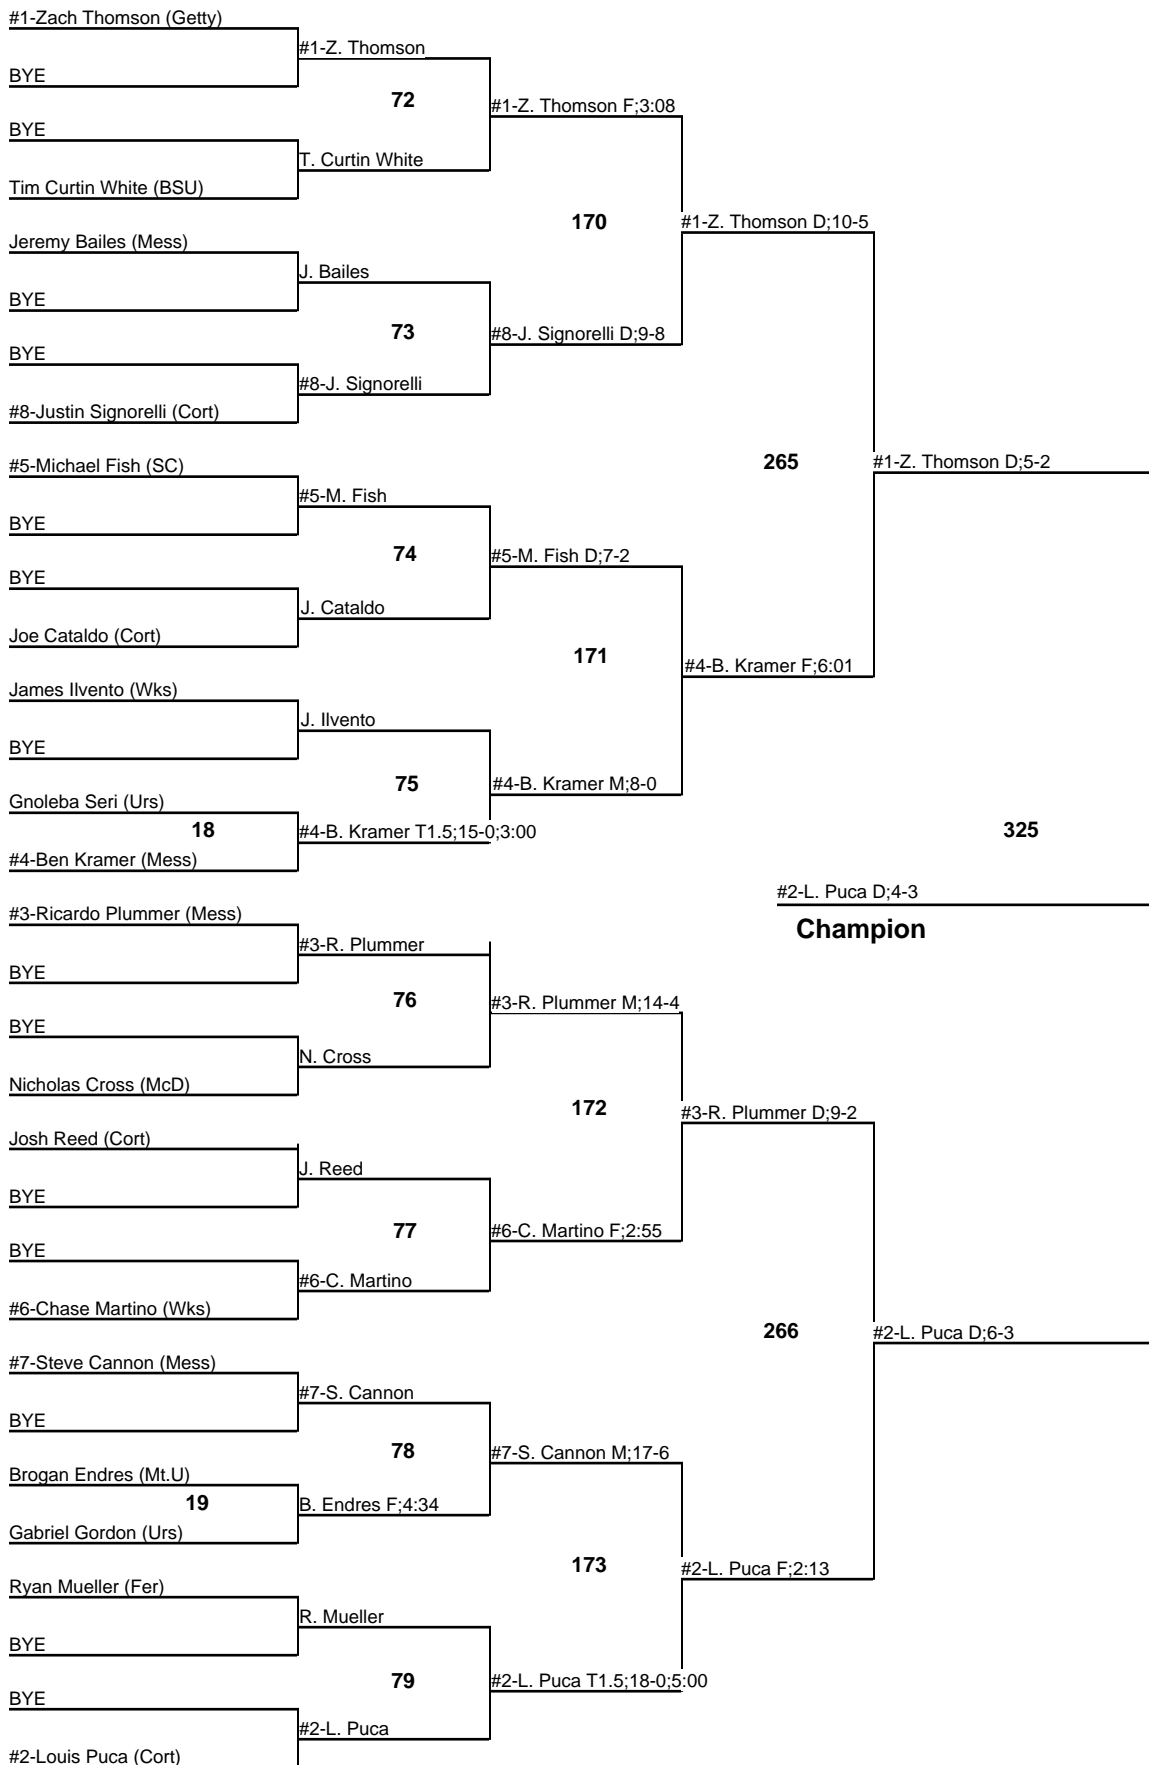 #1-Zach Thomson (Getty)
#1-Z. Thomson
BYE
72
#1-Z. Thomson F;3:08
BYE
T. Curtin White
Tim Curtin White (BSU)
170
#1-Z. Thomson D;10-5
Jeremy Bailes (Mess)
J. Bailes
BYE
73
#8-J. Signorelli D;9-8
BYE
#8-J. Signorelli
#8-Justin Signorelli (Cort)
265
#1-Z. Thomson D;5-2
#5-Michael Fish (SC)
#5-M. Fish
BYE
74
#5-M. Fish D;7-2
BYE
J. Cataldo
Joe Cataldo (Cort)
171
#4-B. Kramer F;6:01
James Ilvento (Wks)
J. Ilvento
BYE
75
#4-B. Kramer M;8-0
Gnoleba Seri (Urs)
18
#4-B. Kramer T1.5;15-0;3:00
325
#4-Ben Kramer (Mess)
#2-L. Puca D;4-3
Champion
#3-Ricardo Plummer (Mess)
#3-R. Plummer
BYE
76
#3-R. Plummer M;14-4
BYE
N. Cross
Nicholas Cross (McD)
172
#3-R. Plummer D;9-2
Josh Reed (Cort)
J. Reed
BYE
77
#6-C. Martino F;2:55
BYE
#6-C. Martino
#6-Chase Martino (Wks)
266
#2-L. Puca D;6-3
#7-Steve Cannon (Mess)
#7-S. Cannon
BYE
78
#7-S. Cannon M;17-6
Brogan Endres (Mt.U)
19
B. Endres F;4:34
Gabriel Gordon (Urs)
173
#2-L. Puca F;2:13
Ryan Mueller (Fer)
R. Mueller
BYE
79
#2-L. Puca T1.5;18-0;5:00
BYE
#2-L. Puca
#2-Louis Puca (Cort)